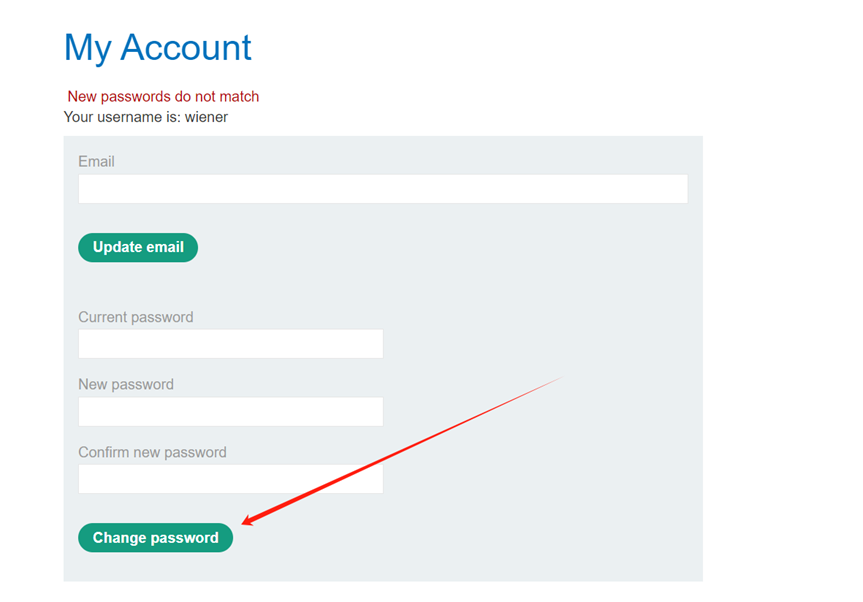 My Account
New passwords do not match
Your username is: wiener
Email
Update email
Current password
New password
Confirm new password
Change password